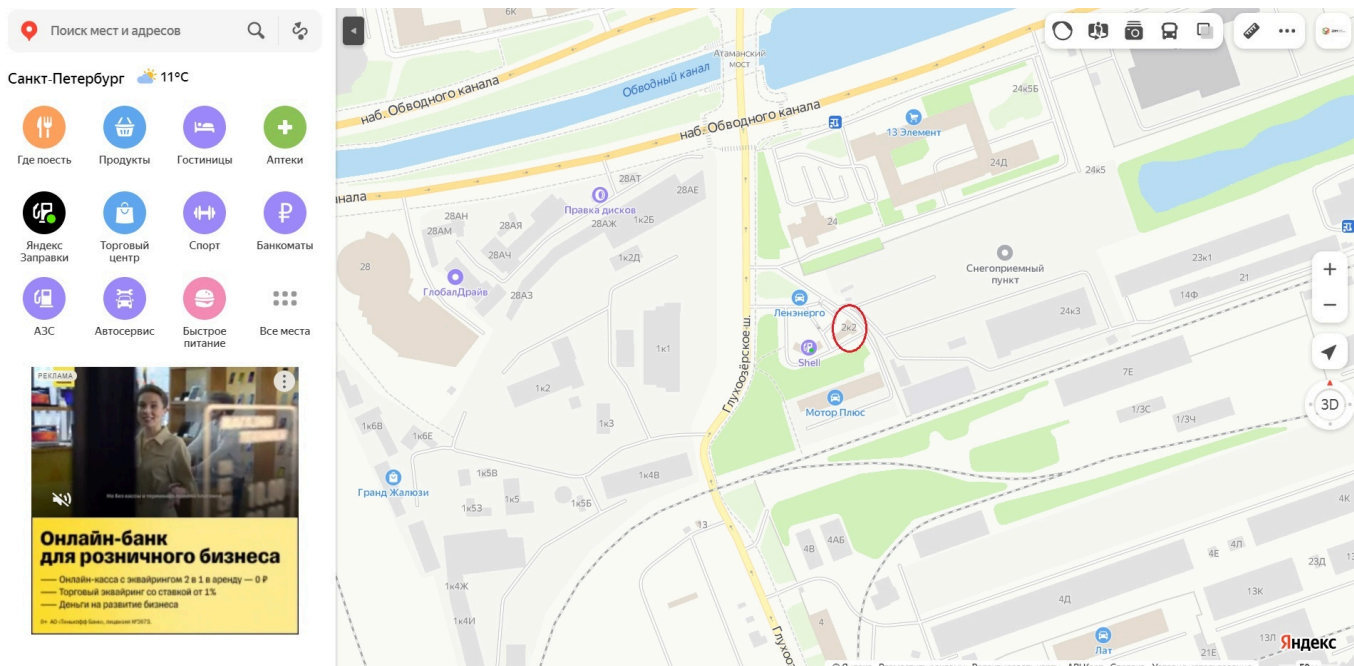 Поиск мест и адресов
Санкт-Петербург 11°C
Где поесть
Продукты
Гостиницы
Аптеки
Яндекс
Заправки
Торговый
центр
Спорт
Банкоматы
АЗС
Автосервис
Быстрое
питание
Все места
РЕКЛАМА
Онлайн-банк
для розничного бизнеса
— Онлайн-касса с эквайрингом 2 в 1 в аренду — 0 ₽
— Торговый эквайринг со ставкой от 1%
— Деньги на развитие бизнеса
6К
Атаманский
мост
Обводный канал
наб. Обводного канала
наб. Обводного канала
нала
24к5Б
13 Элемент
24Д
24к5
28АТ
28АЕ
Правка дисков
28АЖ
1к2Б
28АН
28АМ
28АЯ
24
28АЧ
1к2Д
28
ГлобалДрайв
28АЗ
Снегоприемный
пункт
23к1
21
14Ф
24к3
Ленэнерго
2к2
Shell
Глухоозёрское ш.
1к1
7Е
1к2
Мотор Плюс
1/3С
1/3Ч
1к3
1к6В
1к6Е
1к5В
1к4В
Гранд Жалюзи
1к5
1к53
1к5Б
4К
13
4АБ
4В
4Е
4Л
23Д
1к4Ж
4Д
13К
1к4И
4
Глухоозёрское
13Л
Лат
21Е
3D
Яндекс